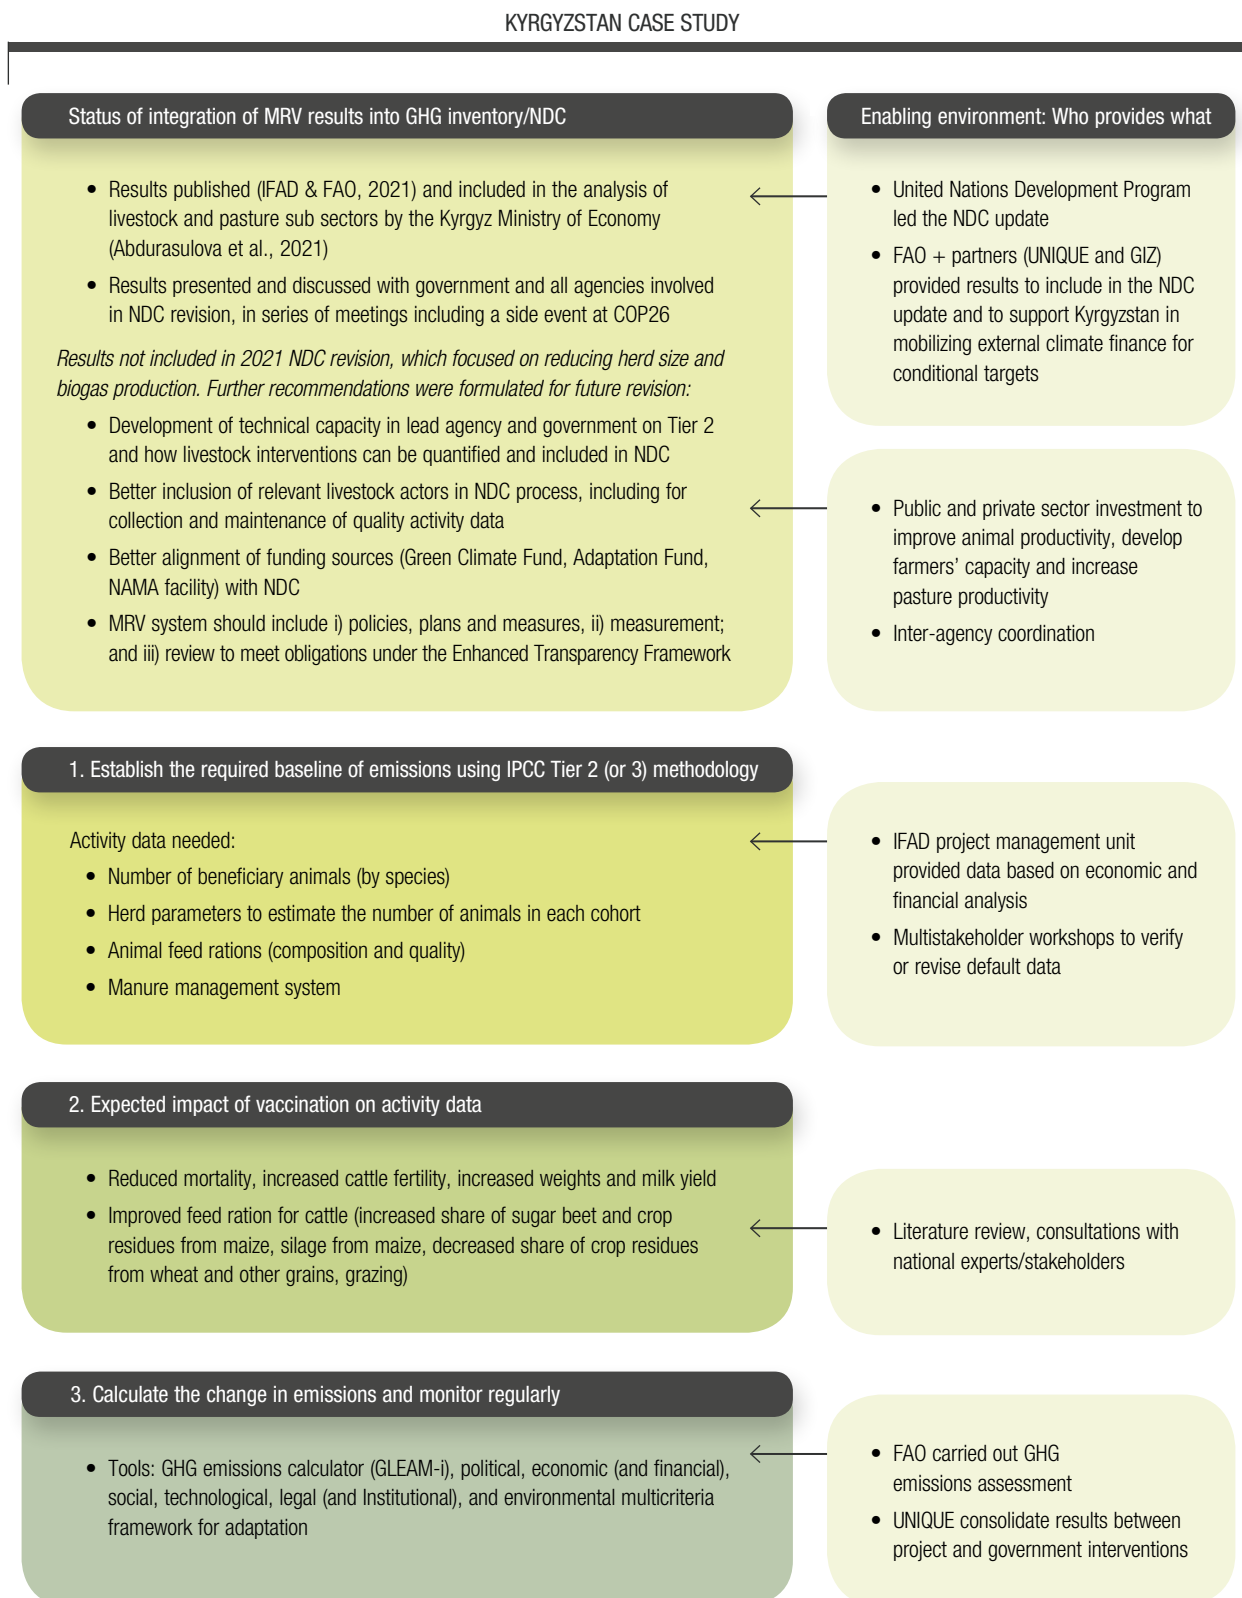 KYRGYZSTAN CASE STUDY
Status of integration of MRV results into GHG inventory/NDC
• Results published (IFAD & FAO, 2021) and included in the analysis of
livestock and pasture sub sectors by the Kyrgyz Ministry of Economy
(Abdurasulova et al., 2021)
• Results presented and discussed with government and all agencies involved
in NDC revision, in series of meetings including a side event at COP26
Results not included in 2021 NDC revision, which focused on reducing herd size and
biogas production. Further recommendations were formulated for future revision:
• Development of technical capacity in lead agency and government on Tier 2
and how livestock interventions can be quantified and included in NDC
• Better inclusion of relevant livestock actors in NDC process, including for
collection and maintenance of quality activity data
• Better alignment of funding sources (Green Climate Fund, Adaptation Fund,
NAMA facility) with NDC
• MRV system should include i) policies, plans and measures, ii) measurement;
and iii) review to meet obligations under the Enhanced Transparency Framework
Enabling environment: Who provides what
• United Nations Development Program
led the NDC update
• FAO + partners (UNIQUE and GIZ)
provided results to include in the NDC
update and to support Kyrgyzstan in
mobilizing external climate finance for
conditional targets
• Public and private sector investment to
improve animal productivity, develop
farmers’ capacity and increase
pasture productivity
• Inter-agency coordination
1. Establish the required baseline of emissions using IPCC Tier 2 (or 3) methodology
Activity data needed:
• Number of beneficiary animals (by species)
• Herd parameters to estimate the number of animals in each cohort
• Animal feed rations (composition and quality)
• Manure management system
• IFAD project management unit
provided data based on economic and
financial analysis
• Multistakeholder workshops to verify
or revise default data
2. Expected impact of vaccination on activity data
• Reduced mortality, increased cattle fertility, increased weights and milk yield
• Improved feed ration for cattle (increased share of sugar beet and crop
residues from maize, silage from maize, decreased share of crop residues
from wheat and other grains, grazing)
• Literature review, consultations with
national experts/stakeholders
3. Calculate the change in emissions and monitor regularly
• Tools: GHG emissions calculator (GLEAM-i), political, economic (and financial),
social, technological, legal (and Institutional), and environmental multicriteria
framework for adaptation
• FAO carried out GHG
emissions assessment
• UNIQUE consolidate results between
project and government interventions